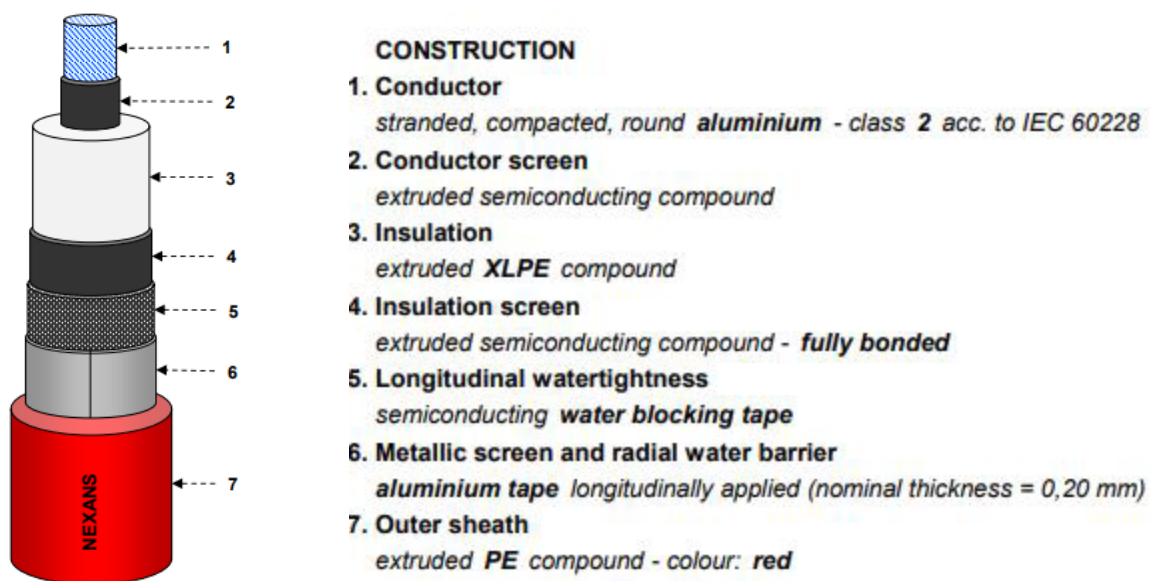 1
2
3
4
5
6
7
NEXANS
CONSTRUCTION
1. Conductor
stranded, compacted, round aluminium - class 2 acc. to IEC 60228
2. Conductor screen
extruded semiconducting compound
3. Insulation
extruded XLPE compound
4. Insulation screen
extruded semiconducting compound - fully bonded
5. Longitudinal watertightness
semiconducting water blocking tape
6. Metallic screen and radial water barrier
aluminium tape longitudinally applied (nominal thickness = 0,20 mm)
7. Outer sheath
extruded PE compound - colour: red